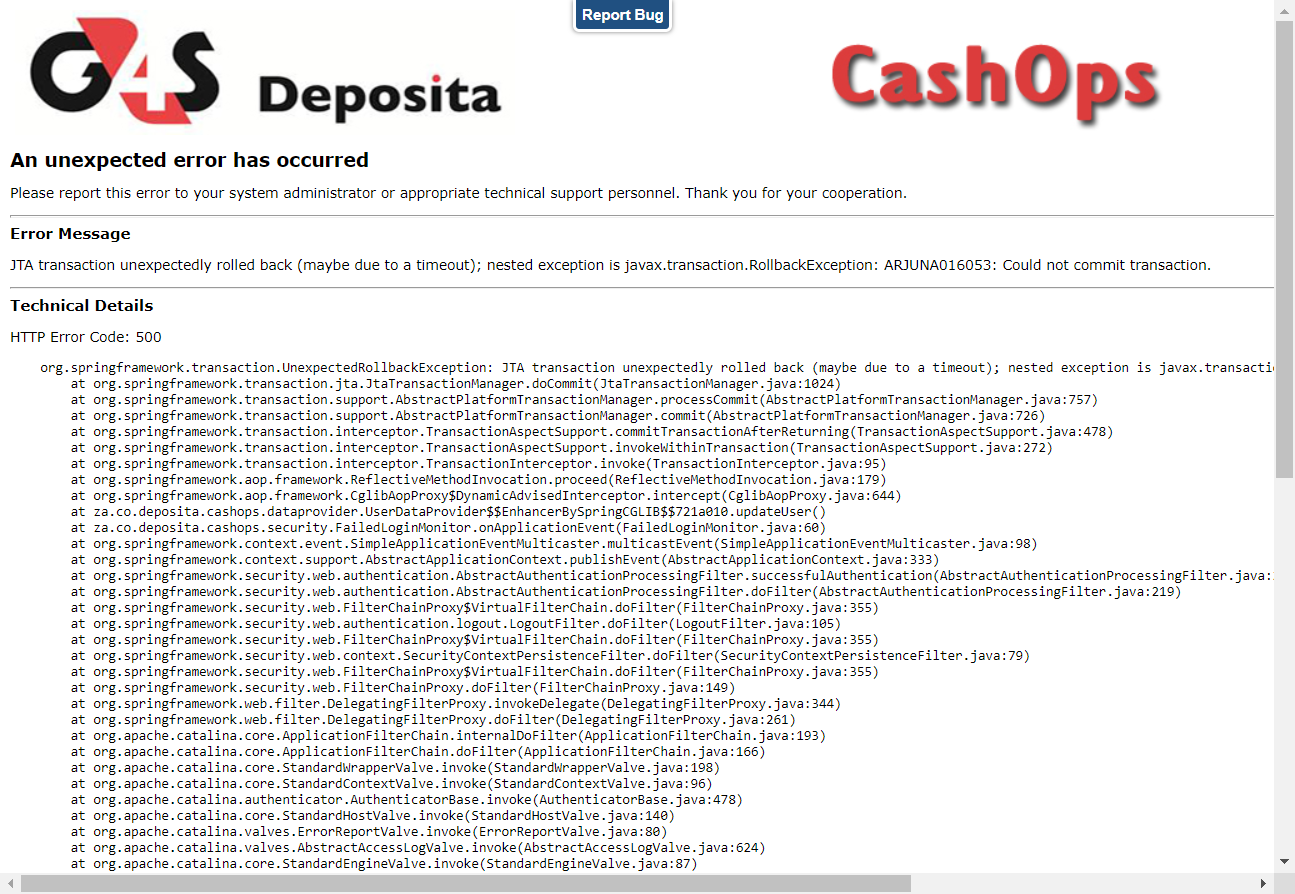 Report Bug
G4S Deposita
CashOps
An unexpected error has occurred
Please report this error to your system administrator or appropriate technical support personnel. Thank you for your cooperation.
Error Message
JTA transaction unexpectedly rolled back (maybe due to a timeout); nested exception is javax.transaction.RollbackException: ARJUNA016053: Could not commit transaction.
Technical Details
HTTP Error Code: 500
org.springframework.transaction.UnexpectedRollbackException: JTA transaction unexpectedly rolled back (maybe due to a timeout); nested exception is javax.transacti
at org.springframework.transaction.jta.JtaTransactionManager.doCommit(JtaTransactionManager.java:1024)
at org.springframework.transaction.support.AbstractPlatformTransactionManager.processCommit(AbstractPlatformTransactionManager.java:757)
at org.springframework.transaction.support.AbstractPlatformTransactionManager.commit(AbstractPlatformTransactionManager.java:726)
at org.springframework.transaction.interceptor.TransactionAspectSupport.commitTransactionAfterReturning(TransactionAspectSupport.java:478)
at org.springframework.transaction.interceptor.TransactionAspectSupport.invokeWithinTransaction(TransactionAspectSupport.java:272)
at org.springframework.transaction.interceptor.TransactionInterceptor.invoke(TransactionInterceptor.java:95)
at org.springframework.aop.framework.ReflectiveMethodInvocation.proceed(ReflectiveMethodInvocation.java:179)
at org.springframework.aop.framework.CglibAopProxy$DynamicAdvisedInterceptor.intercept(CglibAopProxy.java:644)
at za.co.deposita.cashops.dataprovider.UserDataProvider$$EnhancerBySpringCGLIB$$721a010.updateUser(<generated>)
at za.co.deposita.cashops.security.FailedLoginMonitor.onApplicationEvent(FailedLoginMonitor.java:60)
at org.springframework.context.event.SimpleApplicationEventMulticaster.multicastEvent(SimpleApplicationEventMulticaster.java:98)
at org.springframework.context.support.AbstractApplicationContext.publishEvent(AbstractApplicationContext.java:333)
at org.springframework.security.web.authentication.AbstractAuthenticationProcessingFilter.successfulAuthentication(AbstractAuthenticationProcessingFilter.java:
at org.springframework.security.web.authentication.AbstractAuthenticationProcessingFilter.doFilter(AbstractAuthenticationProcessingFilter.java:219)
at org.springframework.security.web.FilterChainProxy$VirtualFilterChain.doFilter(FilterChainProxy.java:355)
at org.springframework.security.web.authentication.logout.LogoutFilter.doFilter(LogoutFilter.java:105)
at org.springframework.security.web.FilterChainProxy$VirtualFilterChain.doFilter(FilterChainProxy.java:355)
at org.springframework.security.web.context.SecurityContextPersistenceFilter.doFilter(SecurityContextPersistenceFilter.java:79)
at org.springframework.security.web.FilterChainProxy$VirtualFilterChain.doFilter(FilterChainProxy.java:355)
at org.springframework.security.web.FilterChainProxy.doFilter(FilterChainProxy.java:149)
at org.springframework.web.filter.DelegatingFilterProxy.invokeDelegate(DelegatingFilterProxy.java:344)
at org.springframework.web.filter.DelegatingFilterProxy.doFilter(DelegatingFilterProxy.java:261)
at org.apache.catalina.core.ApplicationFilterChain.internalDoFilter(ApplicationFilterChain.java:193)
at org.apache.catalina.core.ApplicationFilterChain.doFilter(ApplicationFilterChain.java:166)
at org.apache.catalina.core.StandardWrapperValve.invoke(StandardWrapperValve.java:198)
at org.apache.catalina.core.StandardContextValve.invoke(StandardContextValve.java:96)
at org.apache.catalina.authenticator.AuthenticatorBase.invoke(AuthenticatorBase.java:478)
at org.apache.catalina.core.StandardHostValve.invoke(StandardHostValve.java:140)
at org.apache.catalina.valves.ErrorReportValve.invoke(ErrorReportValve.java:80)
at org.apache.catalina.valves.AbstractAccessLogValve.invoke(AbstractAccessLogValve.java:624)
at org.apache.catalina.core.StandardEngineValve.invoke(StandardEngineValve.java:87)